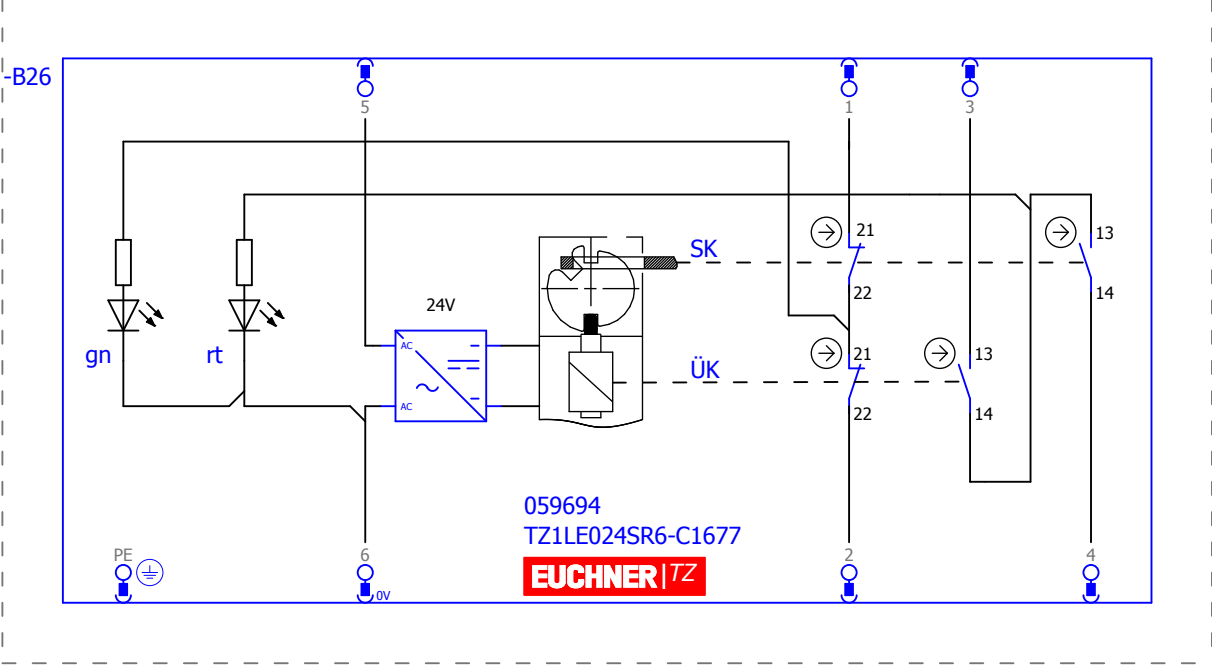 -B26
5
1
3
21
13
SK
22
14
24V
gn
rt
AC
AC
21
13
ÜK
22
14
059694
TZ1LE024SR6-C1677
EUCHNER|TZ
PE
6
0V
2
4